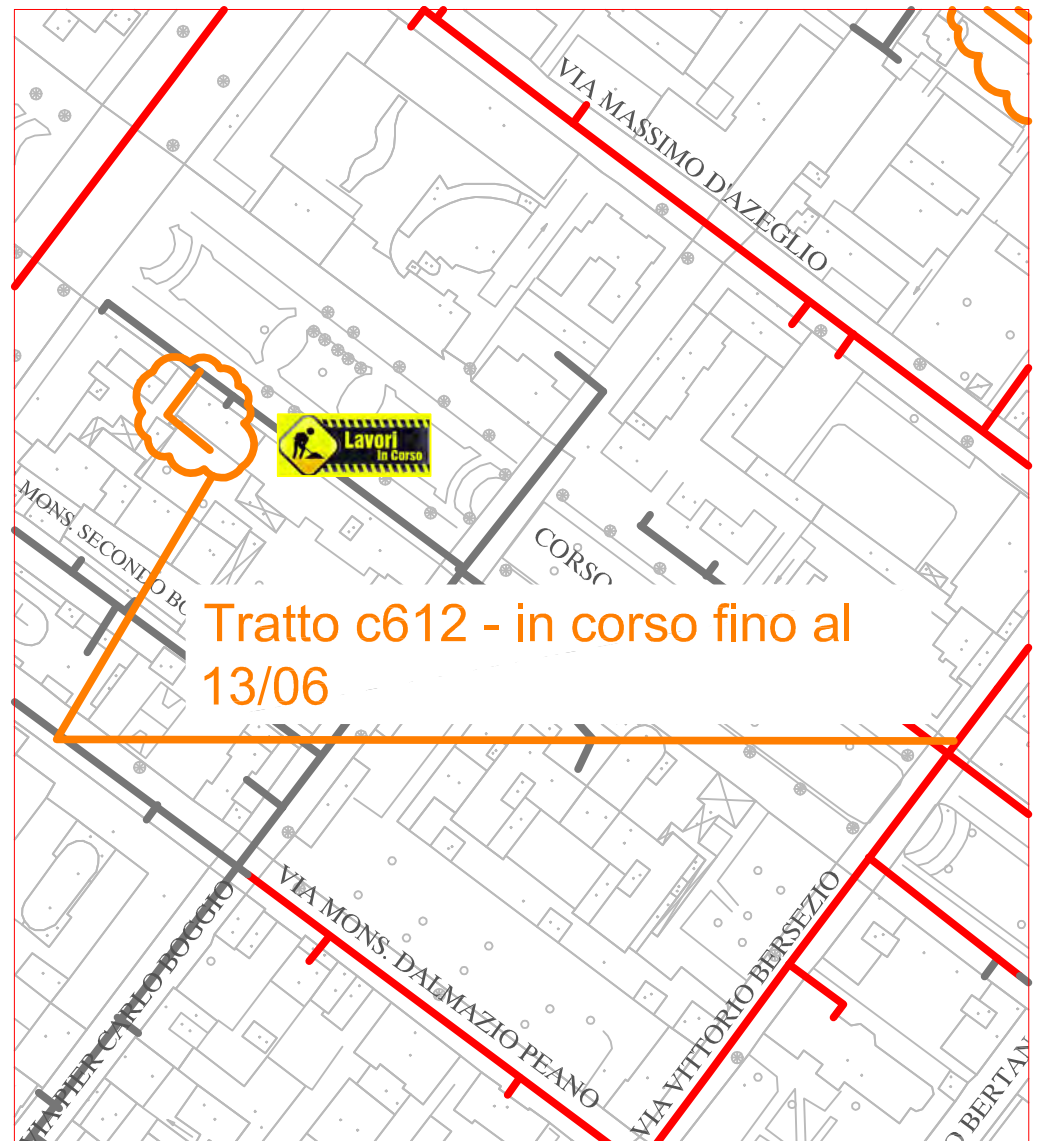 VIA MASSIMO D'AZEGLIO
Lavori
In Corso
MONS. SECONDO BO
CORSO
Tratto c612 - in corso fino al
13/06
VIA MONS. DALMAZIO PEANO
VIA PIER CARLO BOGGIO
VIA VITTORIO BERSEZIO
O BERTAN